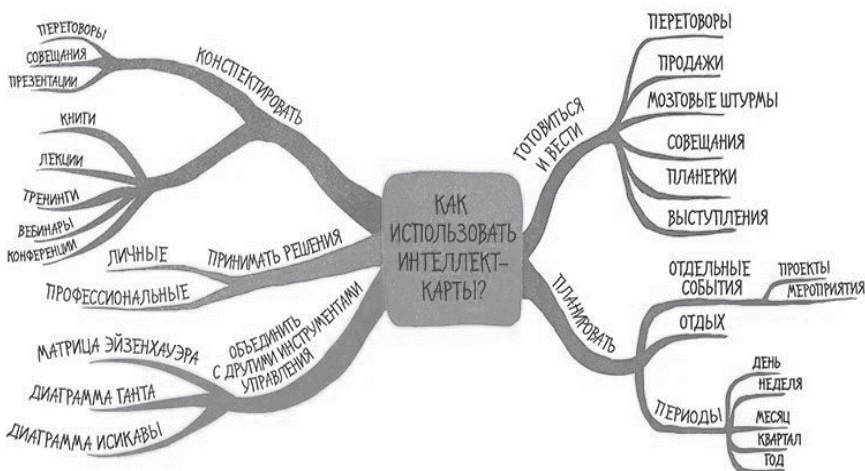 КАК
ИСПОЛЬЗОВАТЬ
ИНТЕЛЛЕКТ-
КАРТЫ?
ГОТОВИТЬСЯ
И ВЕСТИ
ПЕРЕГОВОРЫ
ПРОДАЖИ
МОЗГОВЫЕ ШТУРМЫ
СОВЕЩАНИЯ
ПЛАНЕРКИ
ВЫСТУПЛЕНИЯ
ПЛАНИРОВАТЬ
ОТДЕЛЬНЫЕ
СОБЫТИЯ
ПРОЕКТЫ
МЕРОПРИЯТИЯ
ОТДЫХ
ПЕРИОДЫ
ДЕНЬ
НЕДЕЛЯ
МЕСЯЦ
КВАРТАЛ
ГОД
ОБЪЕДИНИТЬ
С ДРУГИМИ ИНСТРУМЕНТАМИ
УПРАВЛЕНИЯ
МАТРИЦА ЭЙЗЕНХАУЭРА
ДИАГРАММА ГАНТА
ДИАГРАММА ИСИКАВЫ
ПРИНИМАТЬ РЕШЕНИЯ
ЛИЧНЫЕ
ПРОФЕССИОНАЛЬНЫЕ
КОНСПЕКТИРОВАТЬ
ПЕРЕГОВОРЫ
СОВЕЩАНИЯ
ПРЕЗЕНТАЦИИ
КНИГИ
ЛЕКЦИИ
ТРЕНИНГИ
ВЕБИНАРЫ
КОНФЕРЕНЦИИ